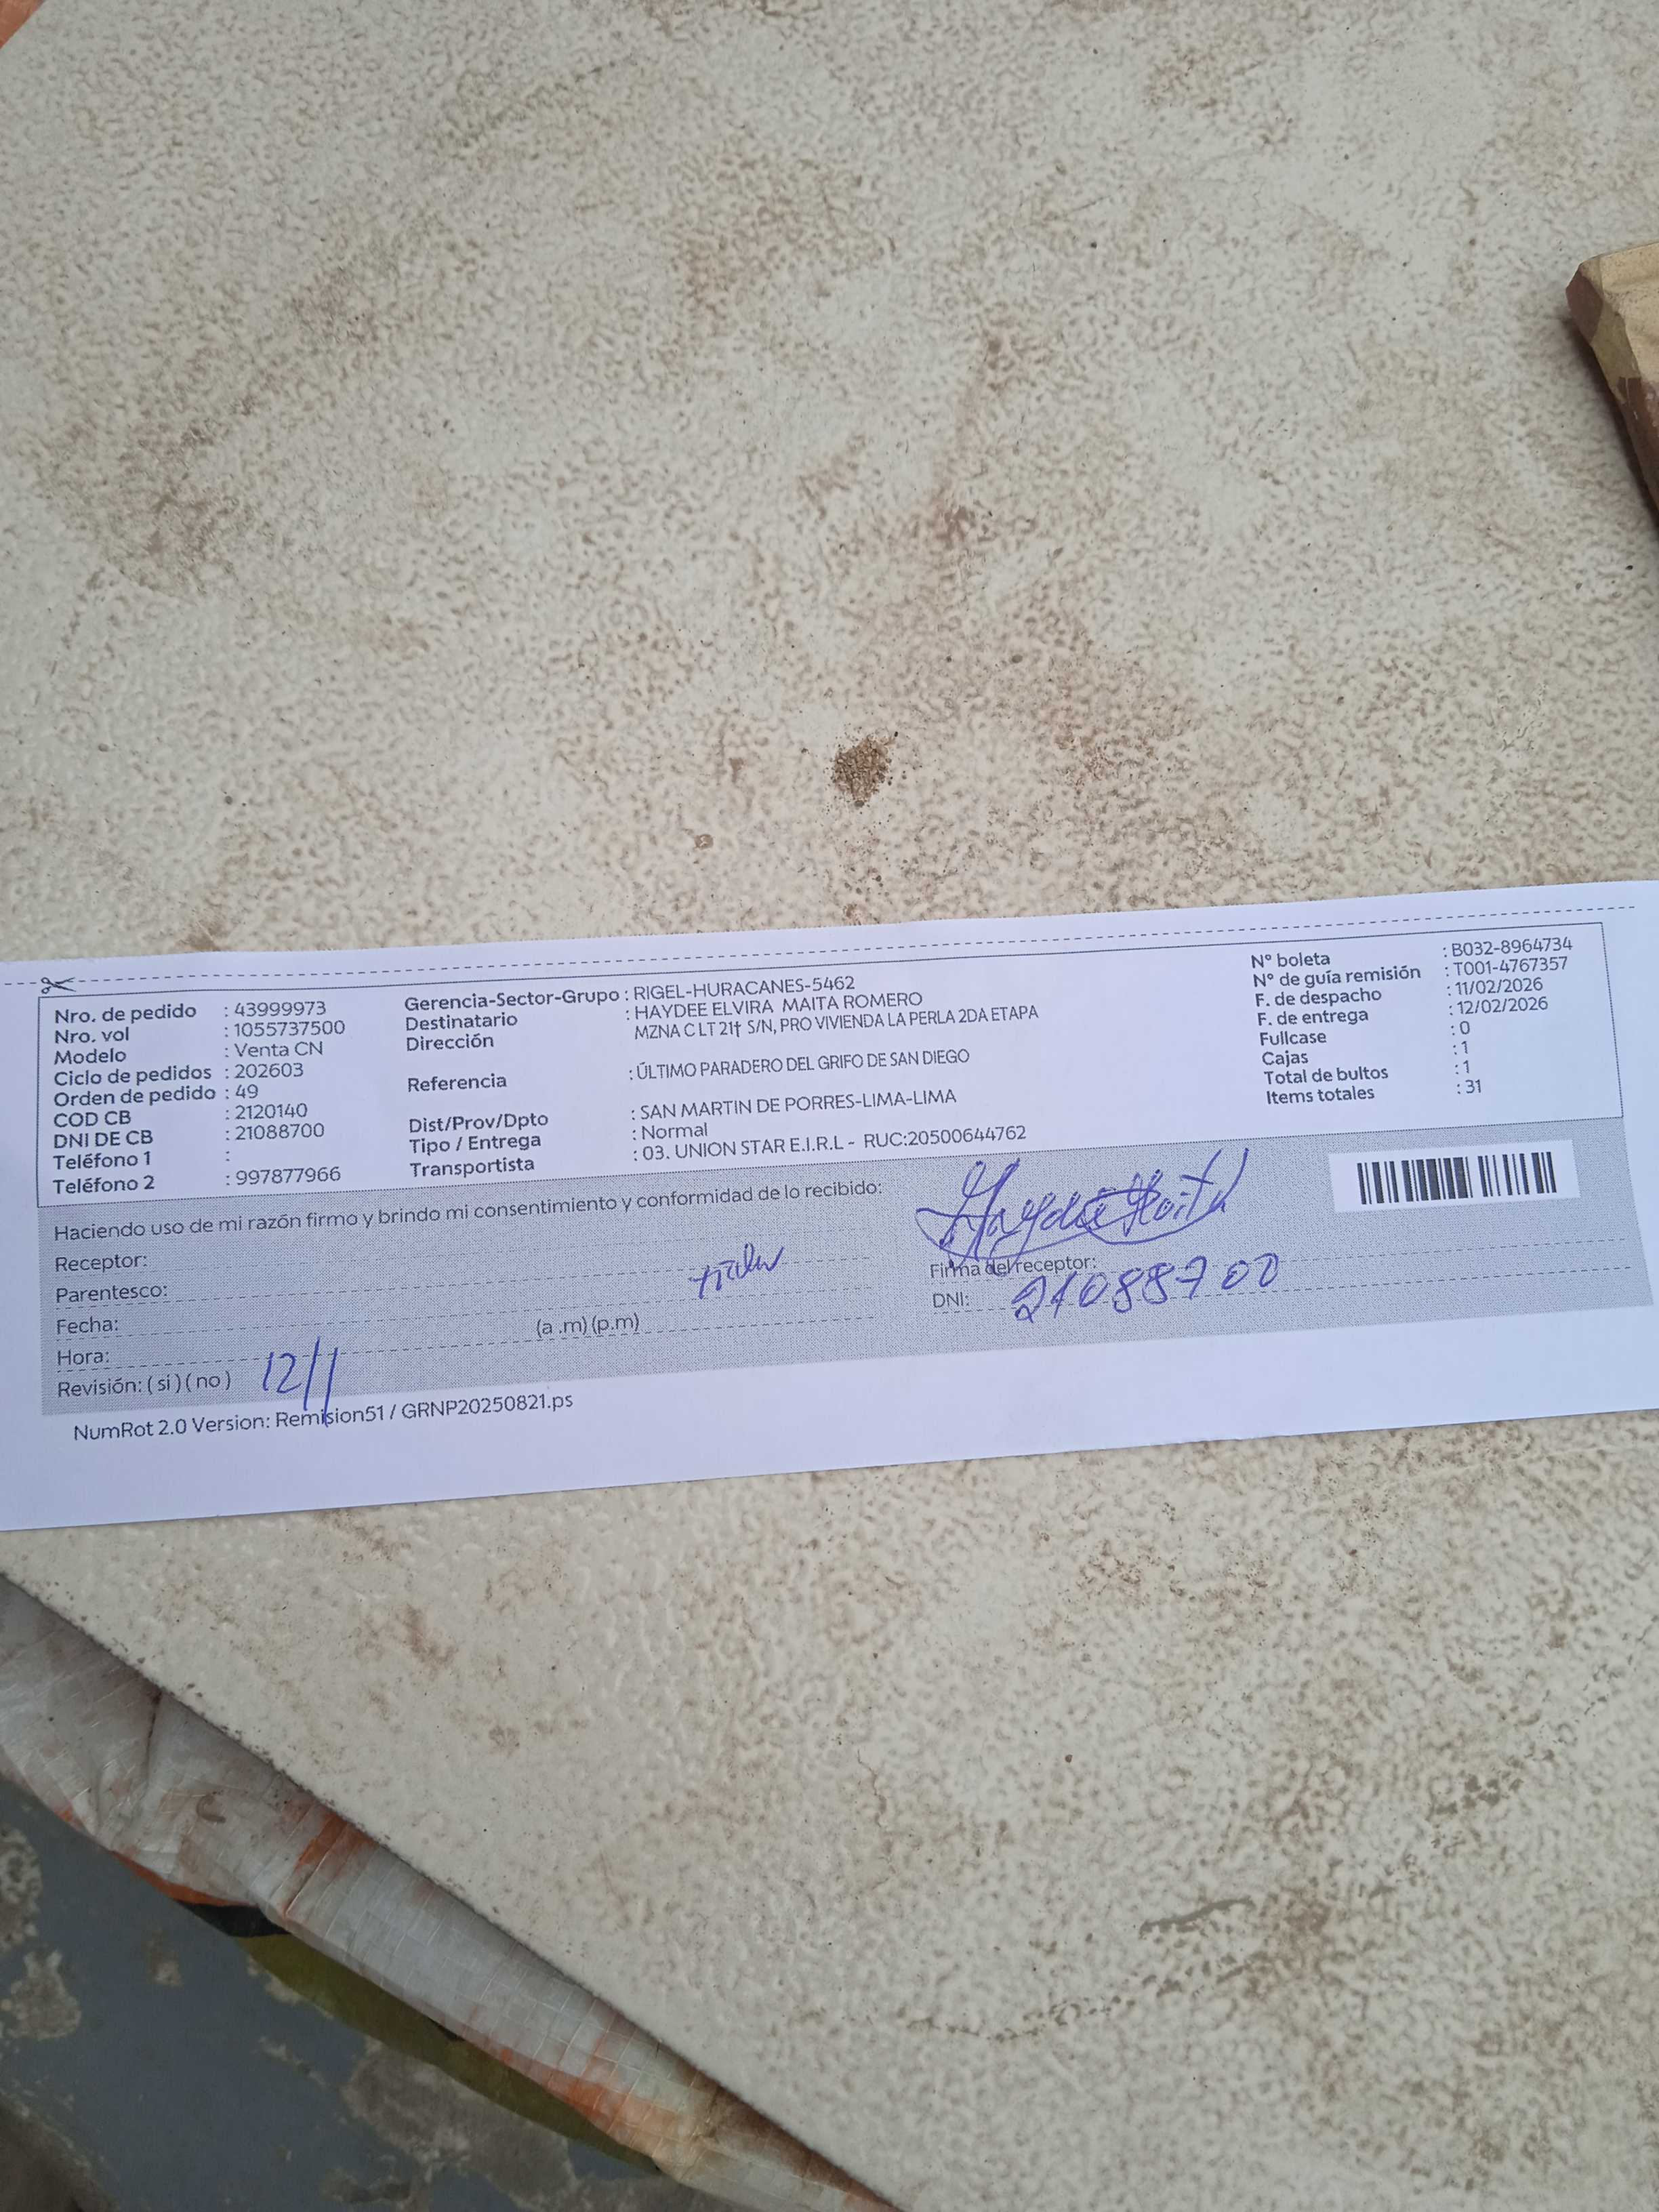 Nro. de pedido : 43999973
Nro. vol : 1055737500
Modelo : Venta CN
Ciclo de pedidos : 202603
Orden de pedido : 49
COD CB : 2120140
DNI DE CB : 21088700
Teléfono 1 :
Teléfono 2 : 997877966
Gerencia-Sector-Grupo : RIGEL-HURACANES-5462
Destinatario : HAYDEE ELVIRA MAITA ROMERO
Dirección MZNA C LT 21† S/N, PRO VIVIENDA LA PERLA 2DA ETAPA
Referencia : ÚLTIMO PARADERO DEL GRIFO DE SAN DIEGO
Dist/Prov/Dpto : SAN MARTIN DE PORRES-LIMA-LIMA
Tipo / Entrega : Normal
Transportista : 03. UNION STAR E.I.R.L - RUC:20500644762
N° boleta : B032-8964734
N° de guía remisión : T001-4767357
F. de despacho : 11/02/2026
F. de entrega : 12/02/2026
Fullcase : 0
Cajas : 1
Total de bultos : 1
Items totales : 31
Haciendo uso de mi razón firmo y brindo mi consentimiento y conformidad de lo recibido:
Receptor:
Parentesco:
Fecha:
Hora: (a .m) (p.m)
Revisión: ( si ) ( no ) 12/1
Haydeé Maita
Firma del receptor:
DNI: 21088700
NumRot 2.0 Version: Remision51 / GRNP20250821.ps